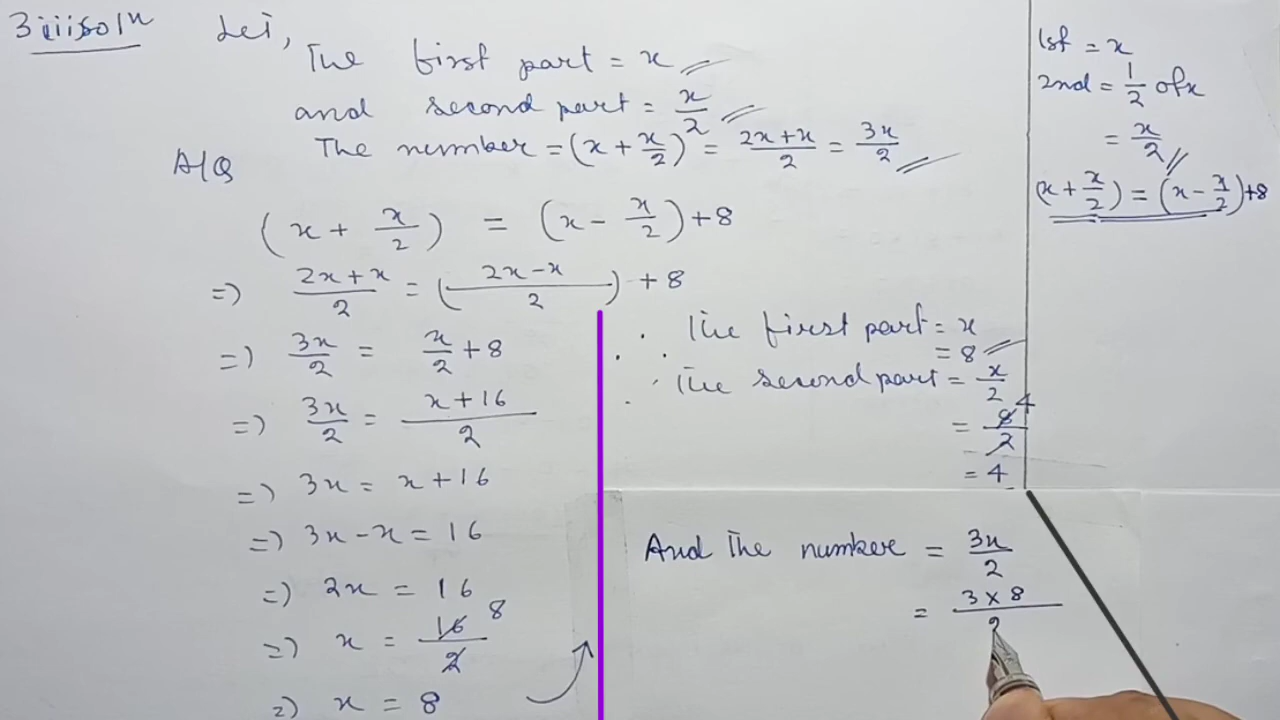 3 iii soln Let,
The first part = x
and second part = x/2
The number = (x + x/2) = (2x+x)/2 = 3x/2
A/Q
(x + x/2) = (x - x/2) + 8
=) (2x + x)/2 = ((2x - x)/2) + 8
=) 3x/2 = x/2 + 8
=) 3x/2 = (x + 16)/2
=) 3x = x + 16
=) 3x - x = 16
=) 2x = 16
=) x = 16/2 8
=) x = 8
∴ The first part = x
= 8
∴ The second part = x/2
= 8/2 4
= 4
And The number = 3x/2
= (3 × 8)/2
1st = x
2nd = 1/2 of x
= x/2
(x + x/2) = (x - x/2) + 8